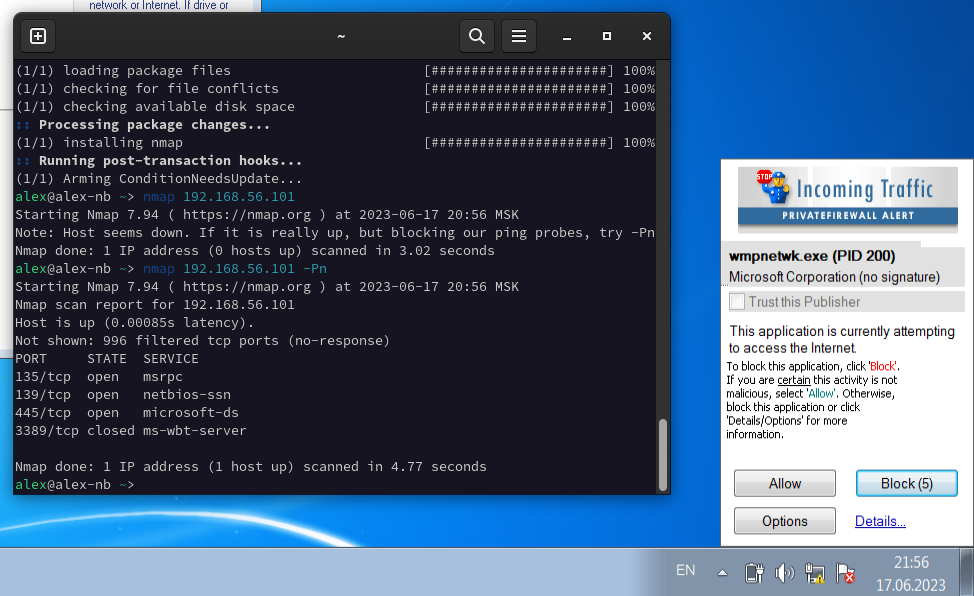 network or Internet. If drive or
~
(1/1) loading package files [######################] 100%
(1/1) checking for file conflicts [######################] 100%
(1/1) checking available disk space [######################] 100%
:: Processing package changes...
(1/1) installing nmap [######################] 100%
:: Running post-transaction hooks...
(1/1) Arming ConditionNeedsUpdate...
alex@alex-nb ~> nmap 192.168.56.101
Starting Nmap 7.94 ( https://nmap.org ) at 2023-06-17 20:56 MSK
Note: Host seems down. If it is really up, but blocking our ping probes, try -Pn
Nmap done: 1 IP address (0 hosts up) scanned in 3.02 seconds
alex@alex-nb ~> nmap 192.168.56.101 -Pn
Starting Nmap 7.94 ( https://nmap.org ) at 2023-06-17 20:56 MSK
Nmap scan report for 192.168.56.101
Host is up (0.00085s latency).
Not shown: 996 filtered tcp ports (no-response)
PORT STATE SERVICE
135/tcp open msrpc
139/tcp open netbios-ssn
445/tcp open microsoft-ds
3389/tcp closed ms-wbt-server
Nmap done: 1 IP address (1 host up) scanned in 4.77 seconds
alex@alex-nb ~>
STOP
Incoming Traffic
PRIVATEFIREWALL ALERT
wmpnetwk.exe (PID 200)
Microsoft Corporation (no signature)
Trust this Publisher
This application is currently attempting
to access the Internet.
To block this application, click 'Block'.
If you are certain this activity is not
malicious, select 'Allow'. Otherwise,
block this application or click
'Details/Options' for more
information.
Allow
Block (5)
Options
Details...
EN
21:56
17.06.2023